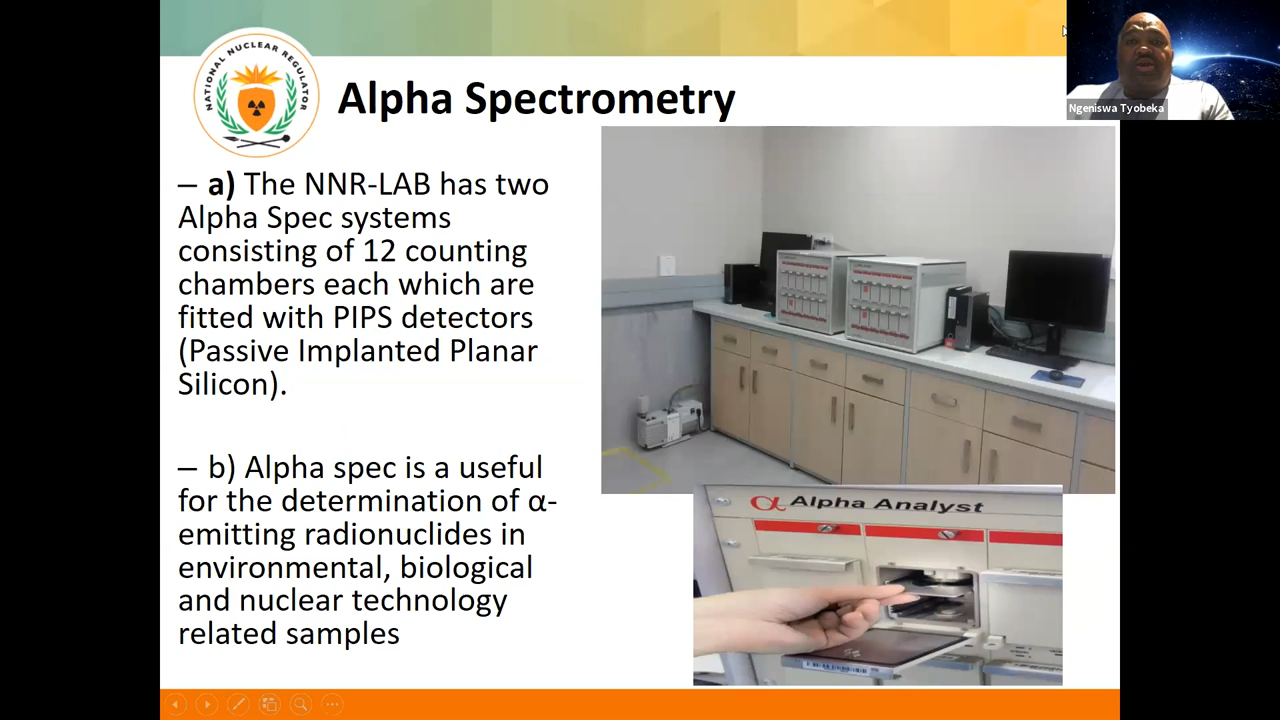 NATIONAL NUCLEAR REGULATOR
Alpha Spectrometry
Ngeniswa Tyobeka
– a) The NNR-LAB has two
Alpha Spec systems
consisting of 12 counting
chambers each which are
fitted with PIPS detectors
(Passive Implanted Planar
Silicon).
– b) Alpha spec is a useful
for the determination of α-
emitting radionuclides in
environmental, biological
and nuclear technology
related samples
α Alpha Analyst